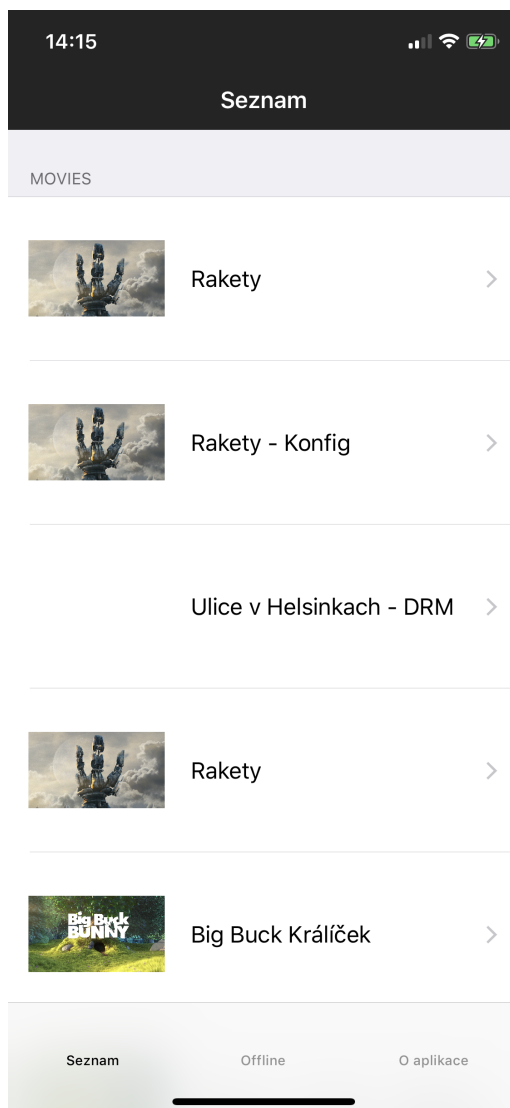 14:15
Seznam
MOVIES
Rakety
Rakety - Konfig
Ulice v Helsinkach - DRM
Rakety
Big Buck
BUNNY
Big Buck Králíček
Seznam
Offline
O aplikace